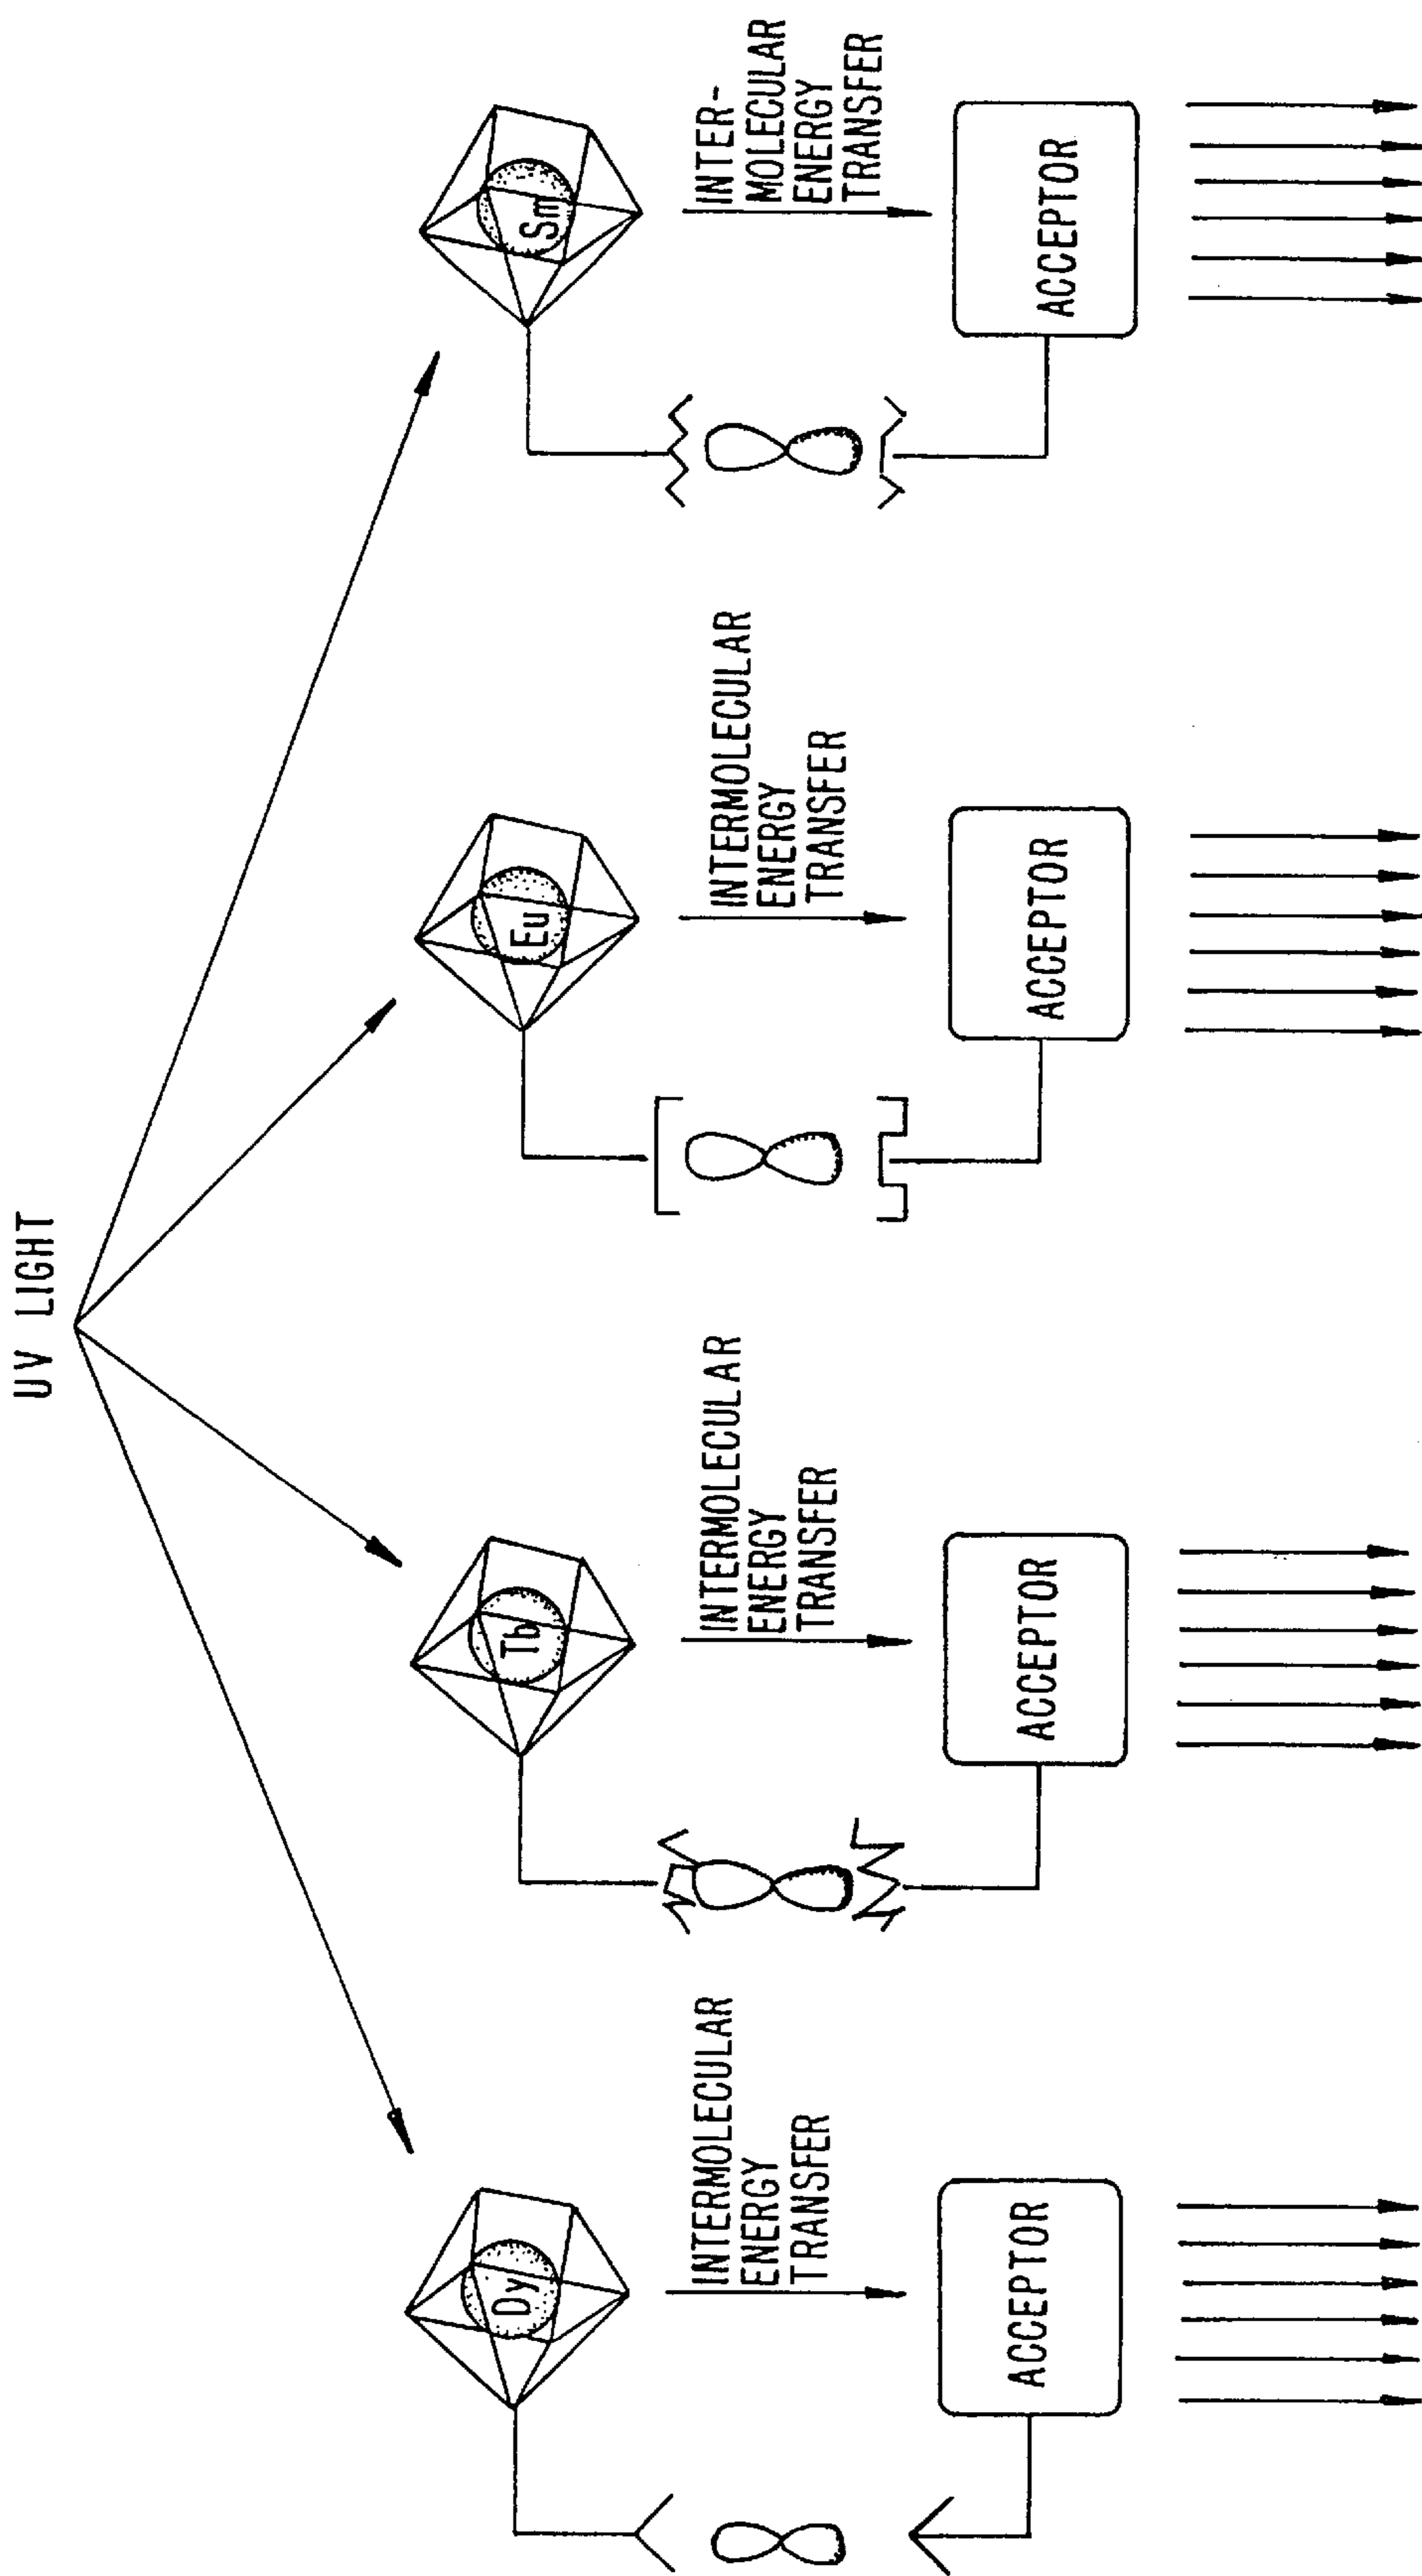 UV LIGHT
Dy
Tb
Eu
Sm
INTERMOLECULAR
ENERGY
TRANSFER
INTERMOLECULAR
ENERGY
TRANSFER
INTERMOLECULAR
ENERGY
TRANSFER
INTER-
MOLECULAR
ENERGY
TRANSFER
ACCEPTOR
ACCEPTOR
ACCEPTOR
ACCEPTOR